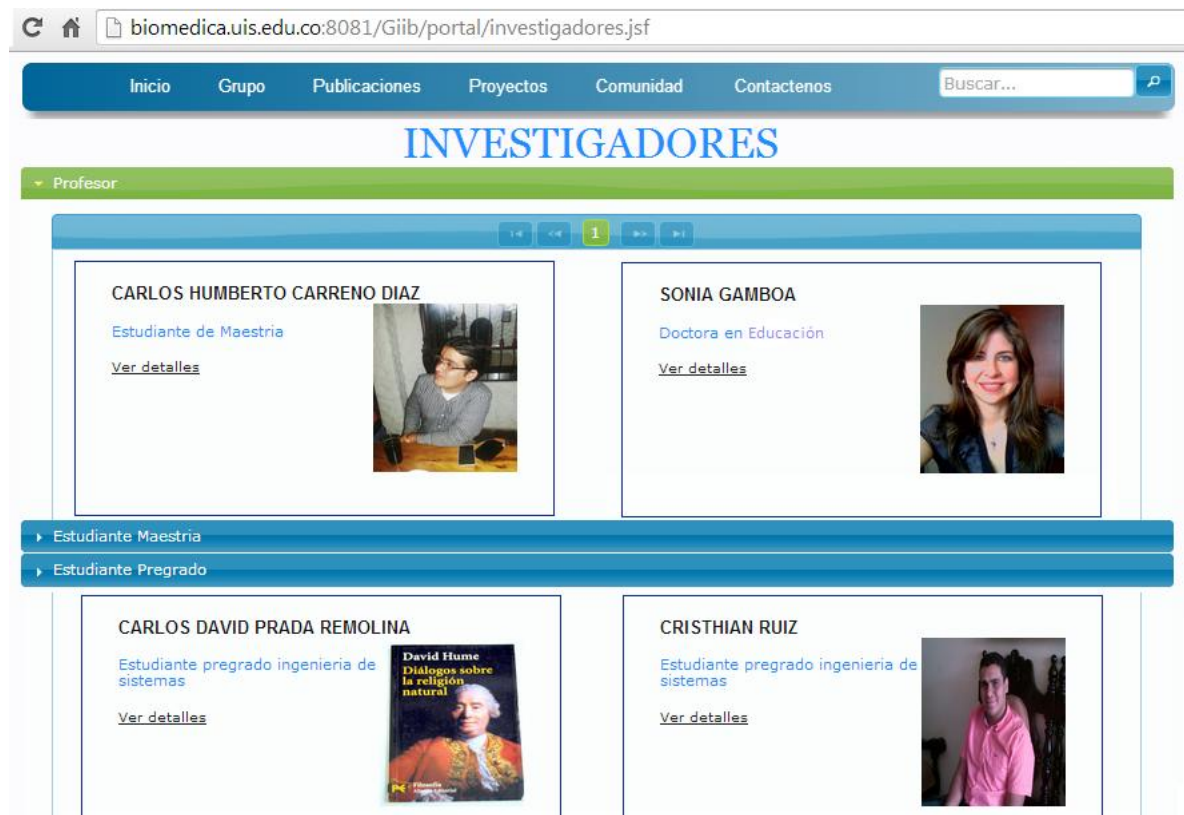 biomedica.uis.edu.co:8081/Giib/portal/investigadores.jsf
Inicio Grupo Publicaciones Proyectos Comunidad Contactenos Buscar...
INVESTIGADORES
Profesor
1
CARLOS HUMBERTO CARRENO DIAZ
Estudiante de Maestria
Ver detalles
SONIA GAMBOA
Doctora en Educación
Ver detalles
Estudiante Maestria
Estudiante Pregrado
CARLOS DAVID PRADA REMOLINA
Estudiante pregrado ingenieria de
sistemas
Ver detalles
David Hume
Diálogos sobre
la religión
natural
CRISTHIAN RUIZ
Estudiante pregrado ingenieria de
sistemas
Ver detalles